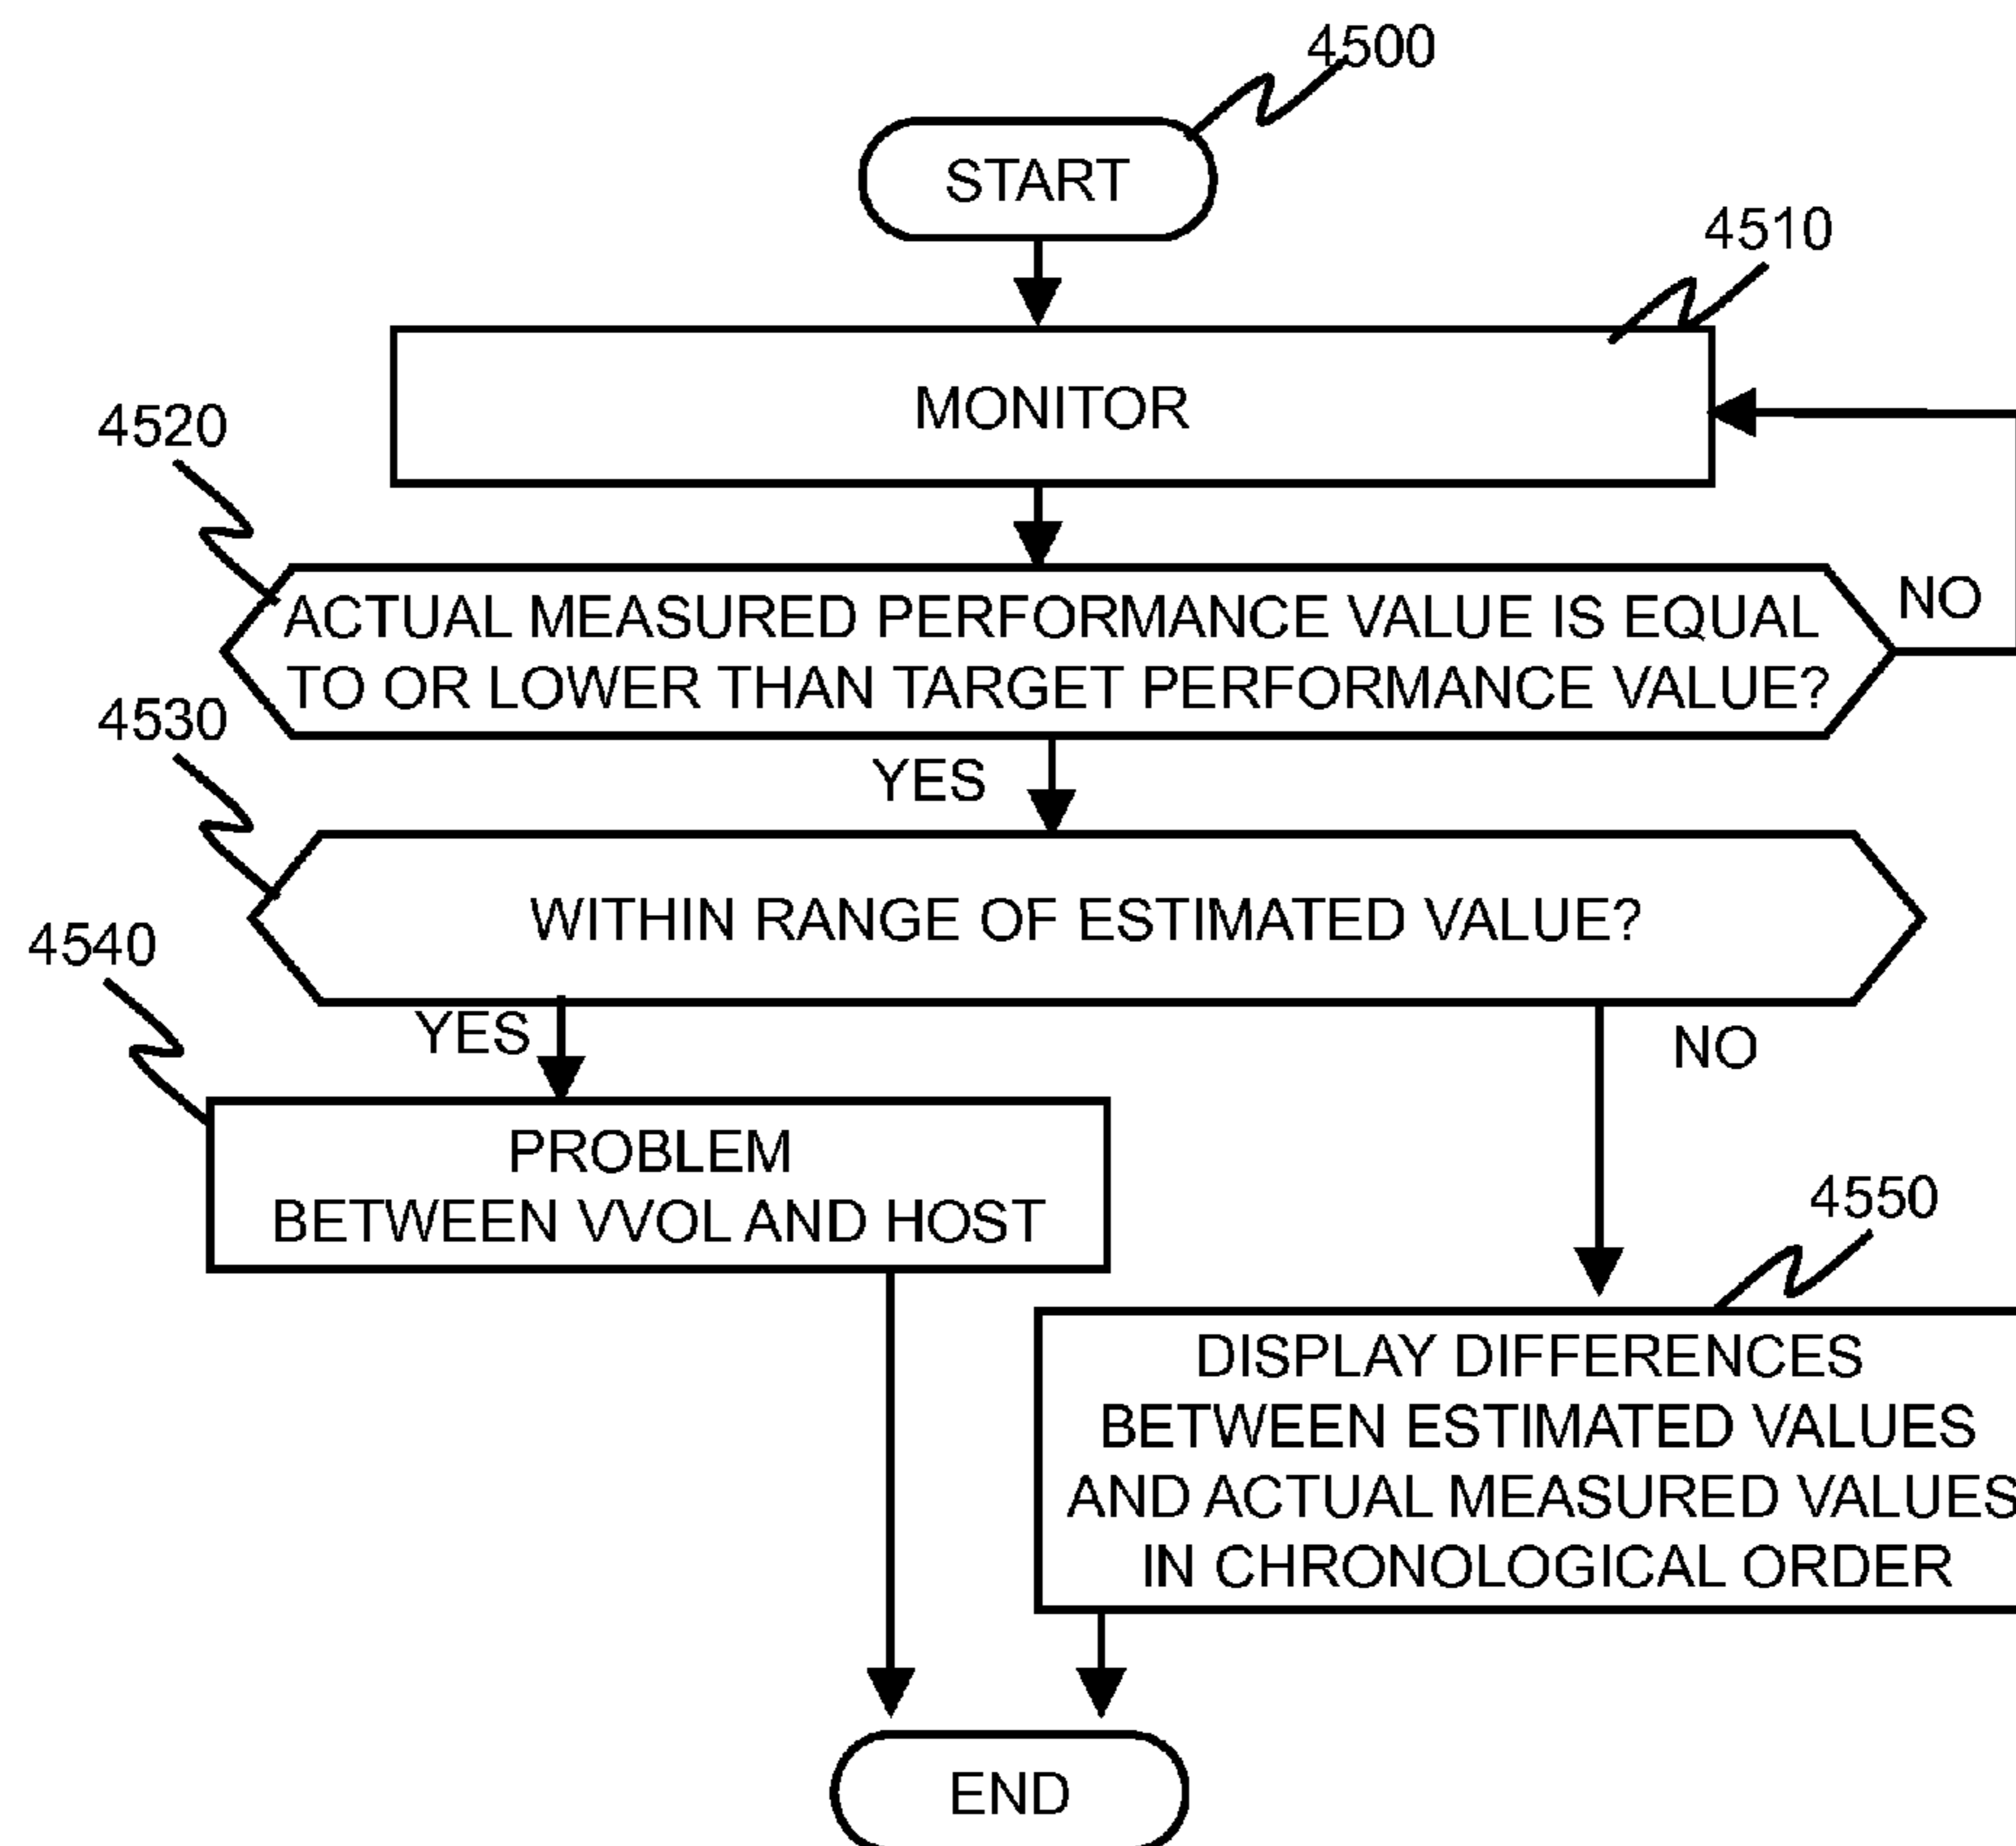 4500
START
4510
MONITOR
4520
ACTUAL MEASURED PERFORMANCE VALUE IS EQUAL
TO OR LOWER THAN TARGET PERFORMANCE VALUE?
NO
4530
YES
WITHIN RANGE OF ESTIMATED VALUE?
4540
YES
NO
PROBLEM
BETWEEN VVOL AND HOST
4550
DISPLAY DIFFERENCES
BETWEEN ESTIMATED VALUES
AND ACTUAL MEASURED VALUES
IN CHRONOLOGICAL ORDER
END